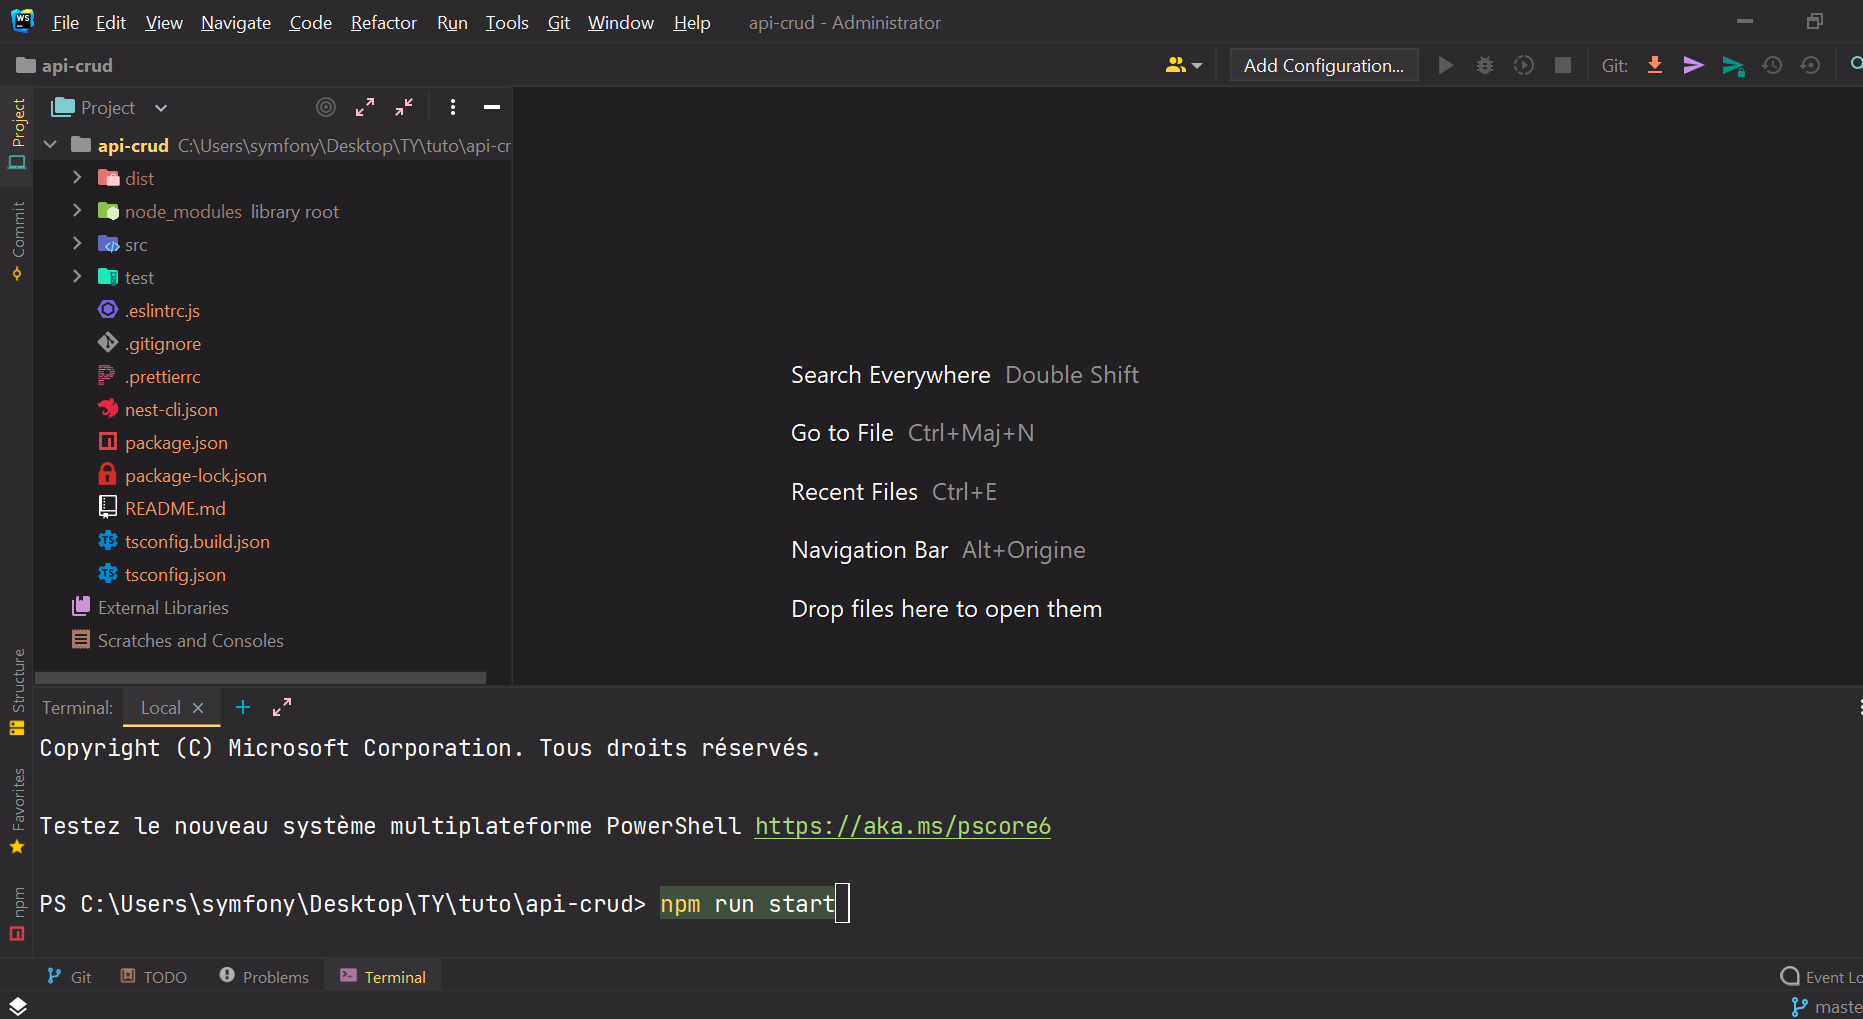 WS File Edit View Navigate Code Refactor Run Tools Git Window Help api-crud - Administrator
api-crud Add Configuration... Git:
Project
Project
api-crud C:\Users\symfony\Desktop\TY\tuto\api-cr
dist
node_modules library root
Commit
src
test
.eslintrc.js
.gitignore
.prettierrc
nest-cli.json
package.json
package-lock.json
README.md
TS tsconfig.build.json
TS tsconfig.json
External Libraries
Scratches and Consoles
Search Everywhere Double Shift
Go to File Ctrl+Maj+N
Recent Files Ctrl+E
Navigation Bar Alt+Origine
Drop files here to open them
Structure
Terminal: Local
Copyright (C) Microsoft Corporation. Tous droits réservés.
Favorites
Testez le nouveau système multiplateforme PowerShell https://aka.ms/pscore6
npm
PS C:\Users\symfony\Desktop\TY\tuto\api-crud> npm run start
Git TODO Problems Terminal Event Lo
maste